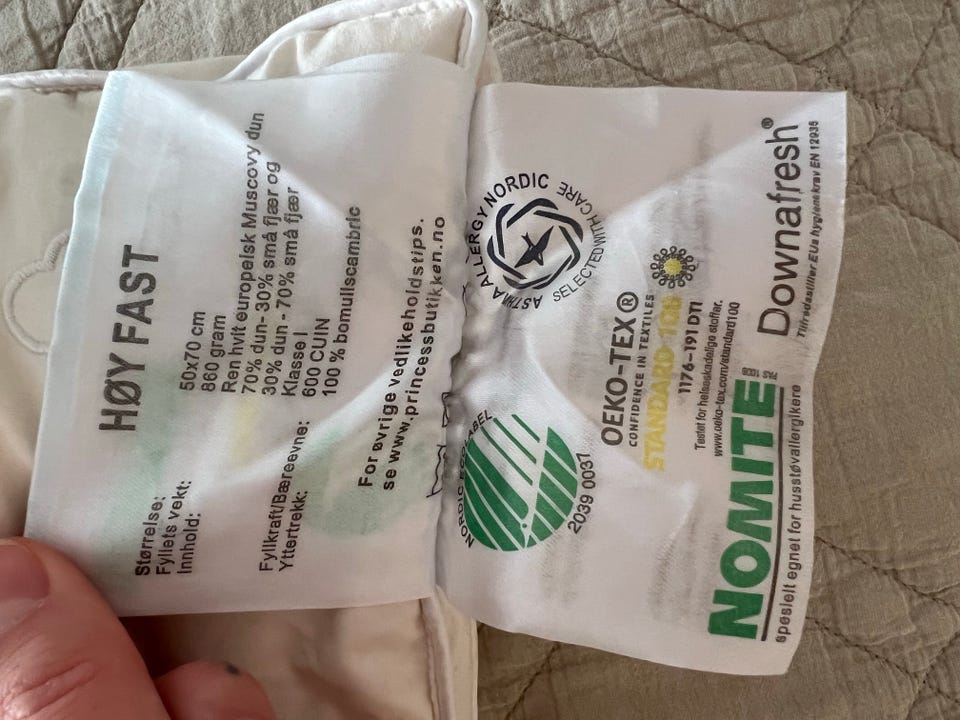 HØY FAST
Størrelse: 50x70 cm
Fyllets vekt: 860 gram
Innhold: Ren hvit europeisk Muscovy dun
70% dun-30% små fjær og
30% dun - 70% små fjær
Klasse I
Fyllkraft/Bæreevne: 600 CUIN
Yttertrekk: 100 % bomullscambric
For øvrige vedlikeholdstips.
se www.princessbutikken.no
ASTMA ALLERGY NORDIC
SELECTED WITH CARE
NORDIC ECOLABEL
2039 0037
OEKO-TEX®
CONFIDENCE IN TEXTILES
STANDARD 100
1176-191 DTI
Testet for helseskadelige stoffer.
www.oeko-tex.com/standard100
Downafresh®
Tilfredsstiller EUs hygienekrav EN 12935
NOMITE
spesielt egnet for husstøvallergikere